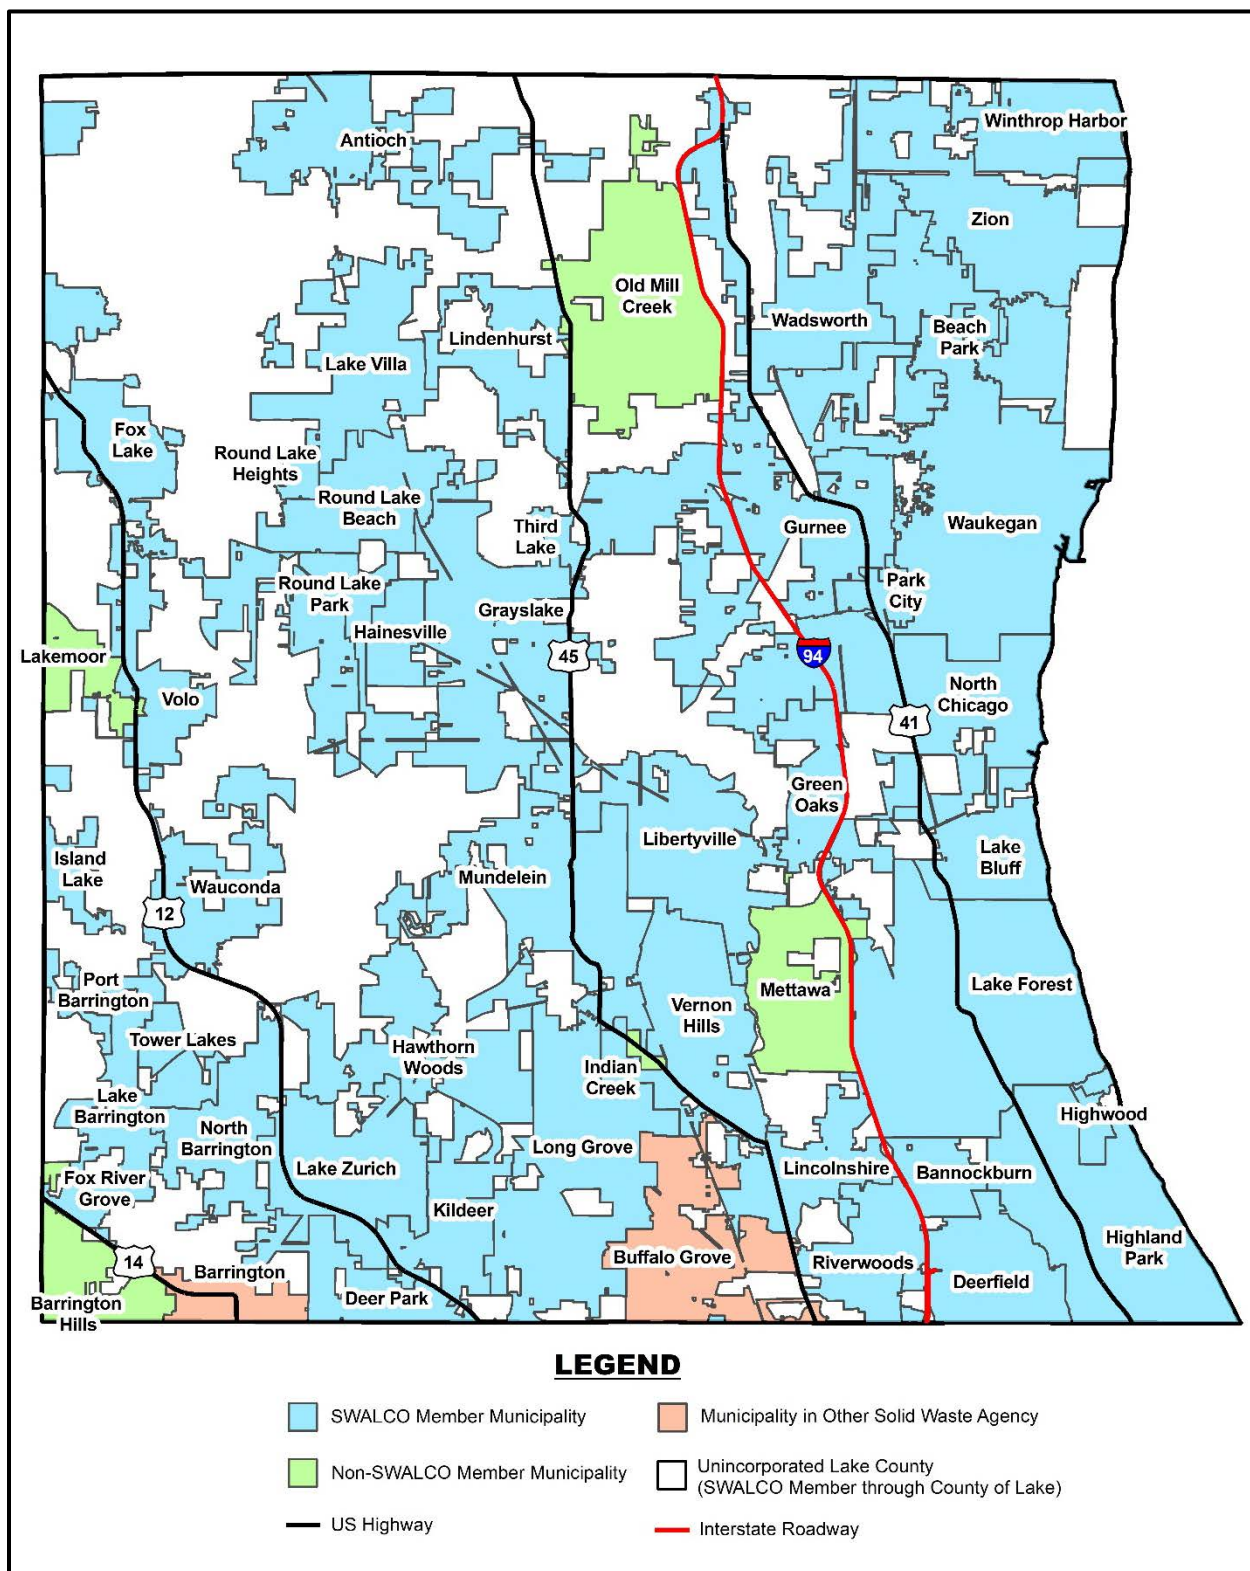 Winthrop Harbor
Antioch
Zion
Old Mill
Creek
Wadsworth
Beach
Park
Lindenhurst
Lake Villa
Fox
Lake
Round Lake
Heights
Round Lake
Beach
Third
Lake
Gurnee
Waukegan
Park
City
Round Lake
Park
Grayslake
Hainesville
45
94
Lakemoor
Volo
North
Chicago
41
Green
Oaks
Libertyville
Lake
Bluff
Island
Lake
Wauconda
Mundelein
12
Port
Barrington
Mettawa
Lake Forest
Vernon
Hills
Tower Lakes
Hawthorn
Woods
Indian
Creek
Lake
Barrington
North
Barrington
Highwood
Long Grove
Lake Zurich
Lincolnshire
Bannockburn
Fox River
Grove
Kildeer
Highland
Park
Buffalo Grove
Riverwoods
14
Barrington
Deerfield
Deer Park
Barrington
Hills
LEGEND
SWALCO Member Municipality
Municipality in Other Solid Waste Agency
Non-SWALCO Member Municipality
Unincorporated Lake County
(SWALCO Member through County of Lake)
US Highway
Interstate Roadway